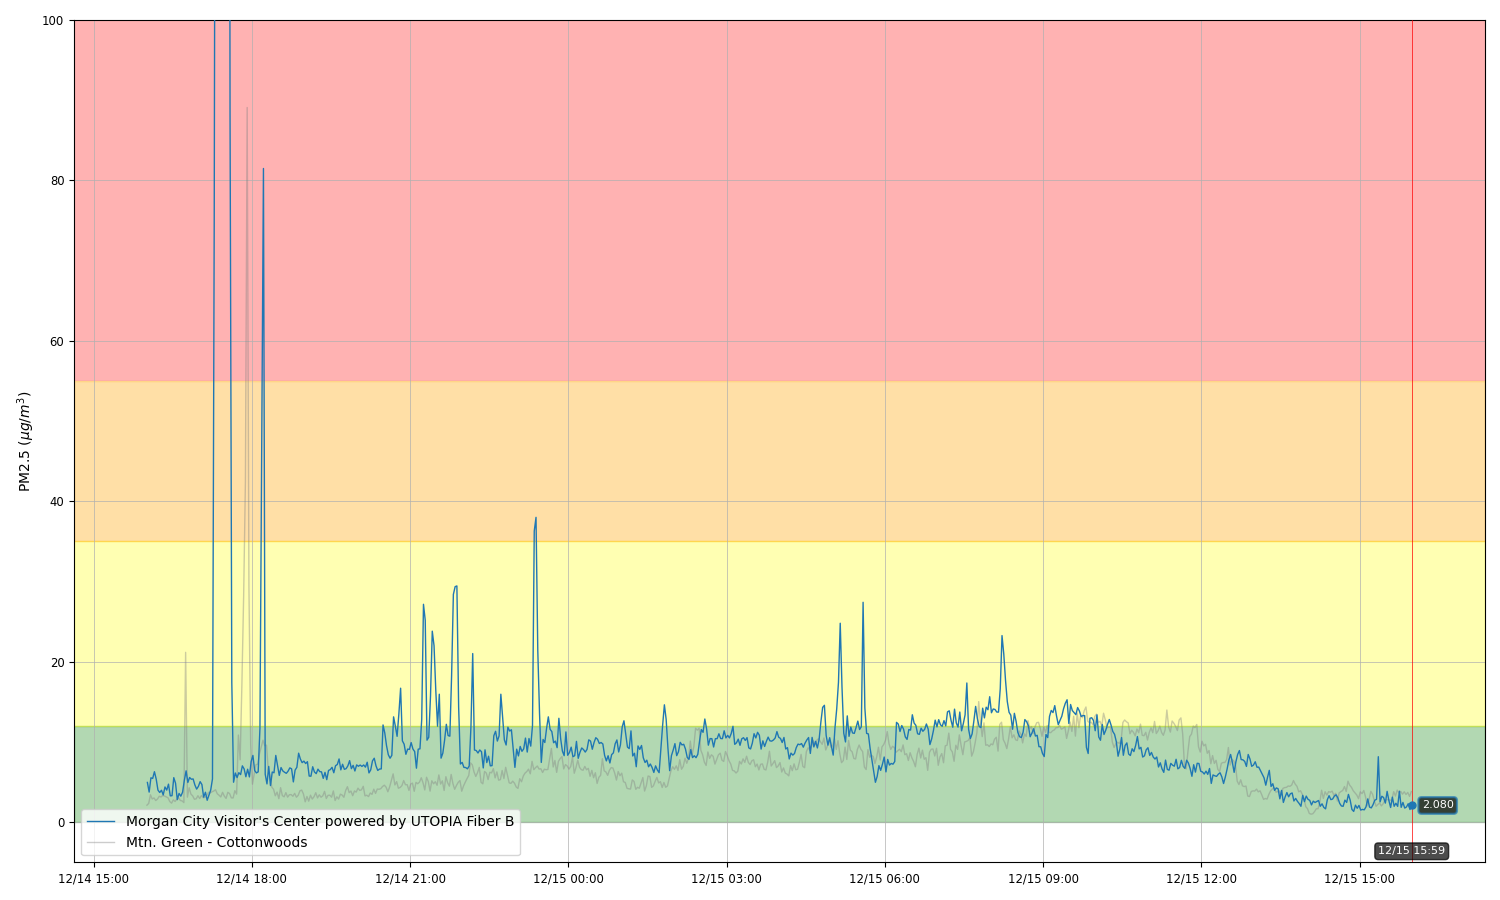 100
80
60
40
20
0
PM2.5 (μg/m³)
Morgan City Visitor's Center powered by UTOPIA Fiber B
Mtn. Green - Cottonwoods
2.080
12/15 15:59
12/14 15:00 12/14 18:00 12/14 21:00 12/15 00:00 12/15 03:00 12/15 06:00 12/15 09:00 12/15 12:00 12/15 15:00